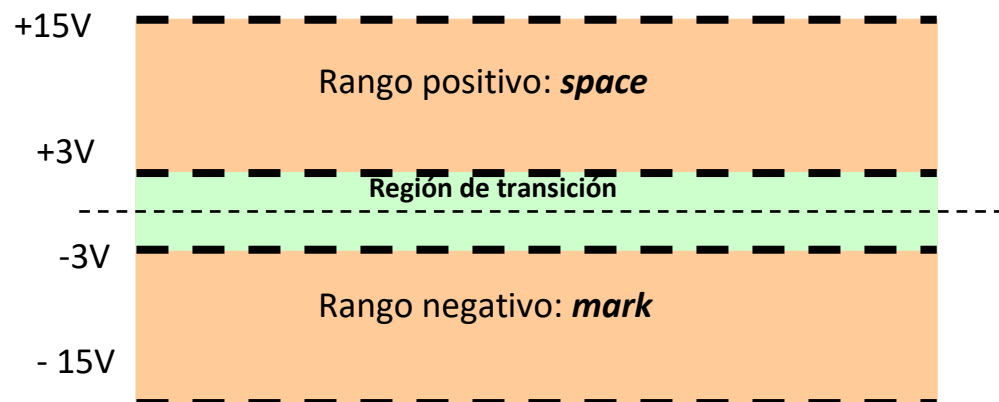 +15V
Rango positivo: space
+3V
Región de transición
-3V
Rango negativo: mark
- 15V